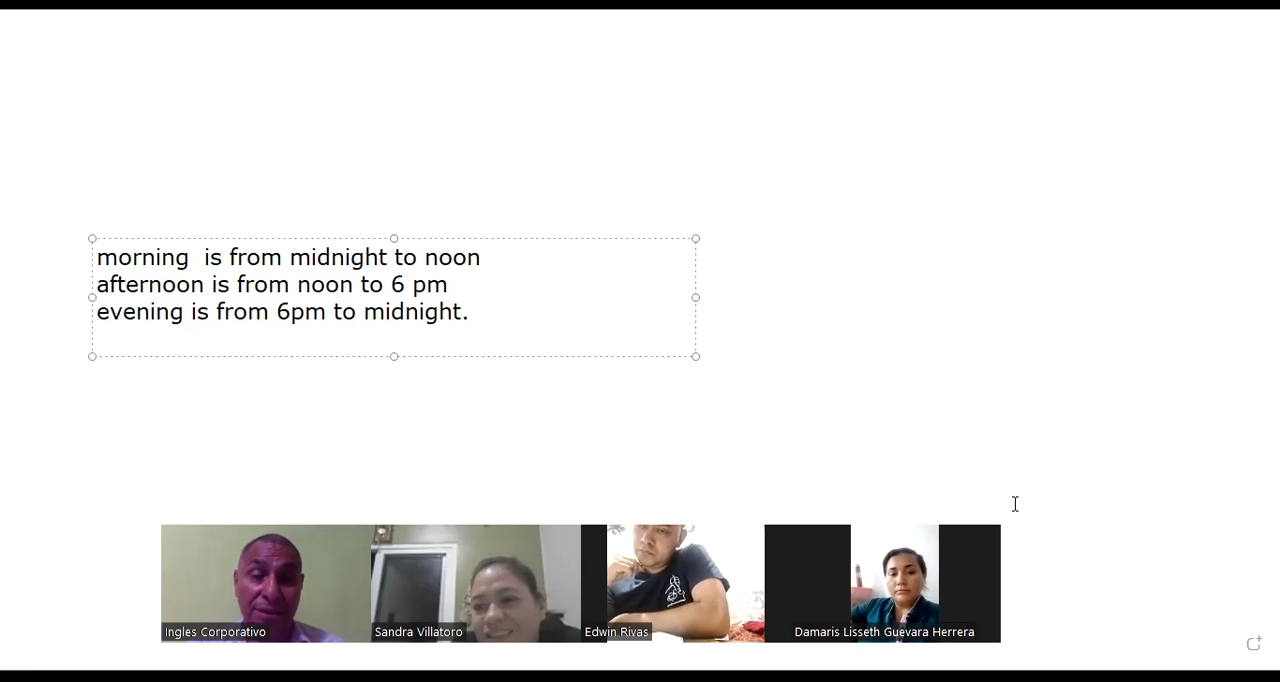 morning  is from midnight to noon
afternoon is from noon to 6 pm
evening is from 6pm to midnight.
Ingles Corporativo
Sandra Villatoro
Edwin Rivas
Damaris Lisseth Guevara Herrera